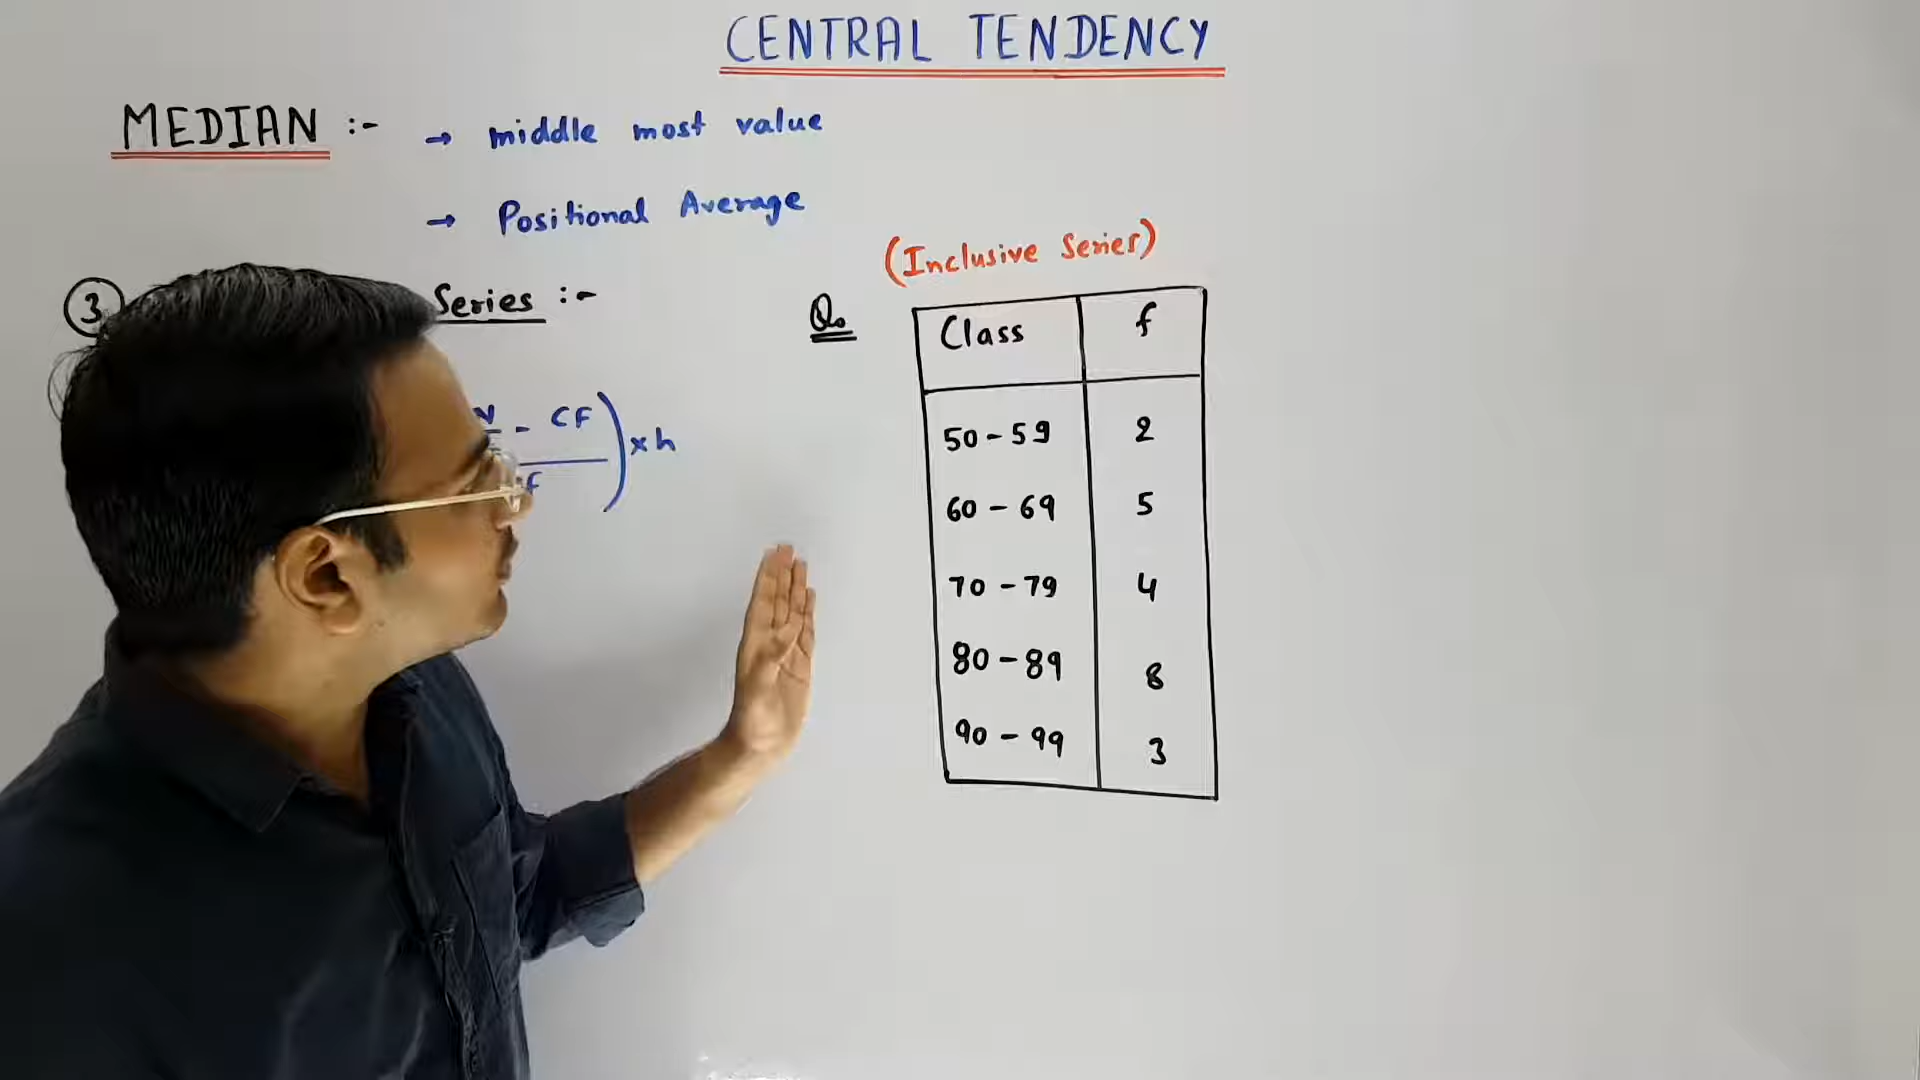 CENTRAL TENDENCY
MEDIAN :- → middle most value
→ Positional Average
3 Series :-
- CF
f ) × h
(Inclusive Series)
Q.
Class f
50 - 59 2
60 - 69 5
70 - 79 4
80 - 89 8
90 - 99 3